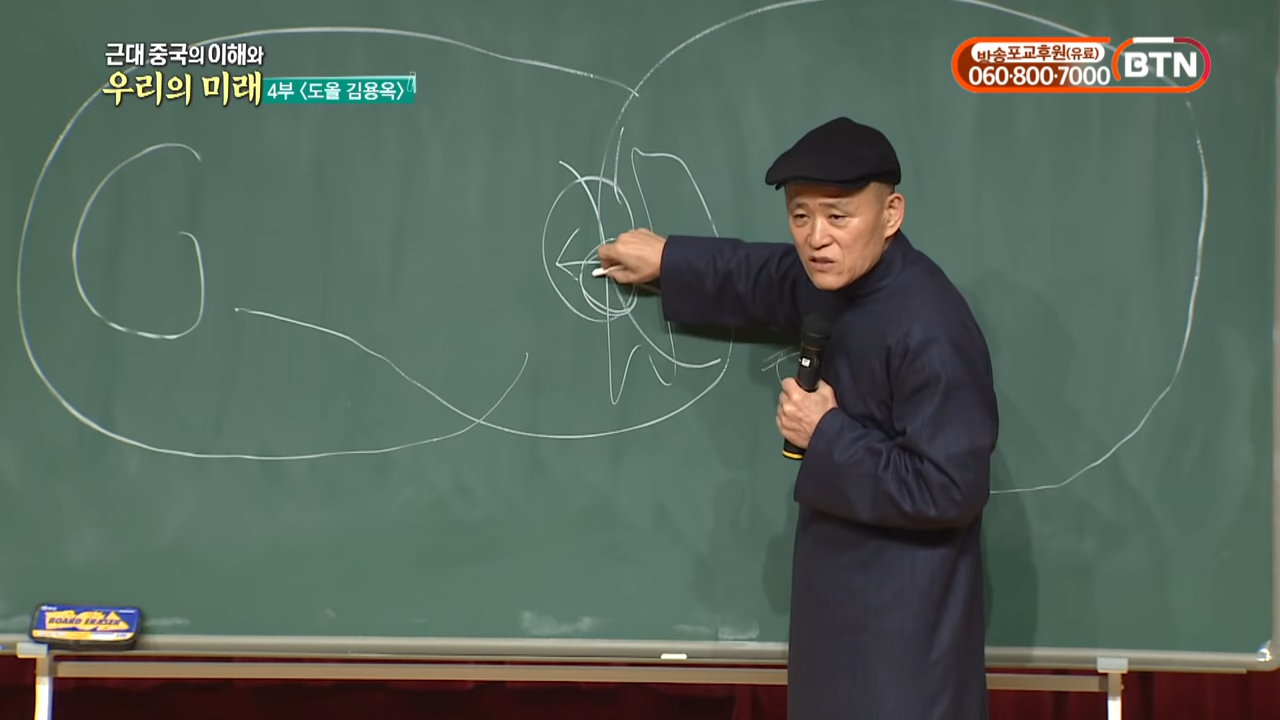 근대 중국의 이해와
우리의 미래 4부 〈도올 김용옥〉
방송포교후원(유료)
060·800·7000 BTN
BOARD ERASER